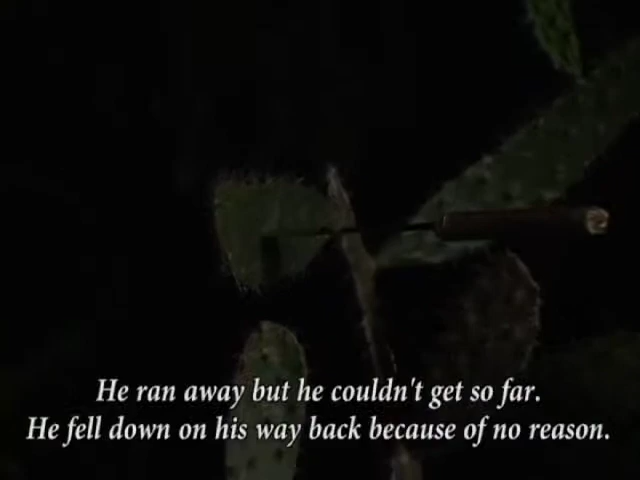 He ran away but he couldn't get so far.
He fell down on his way back because of no reason.